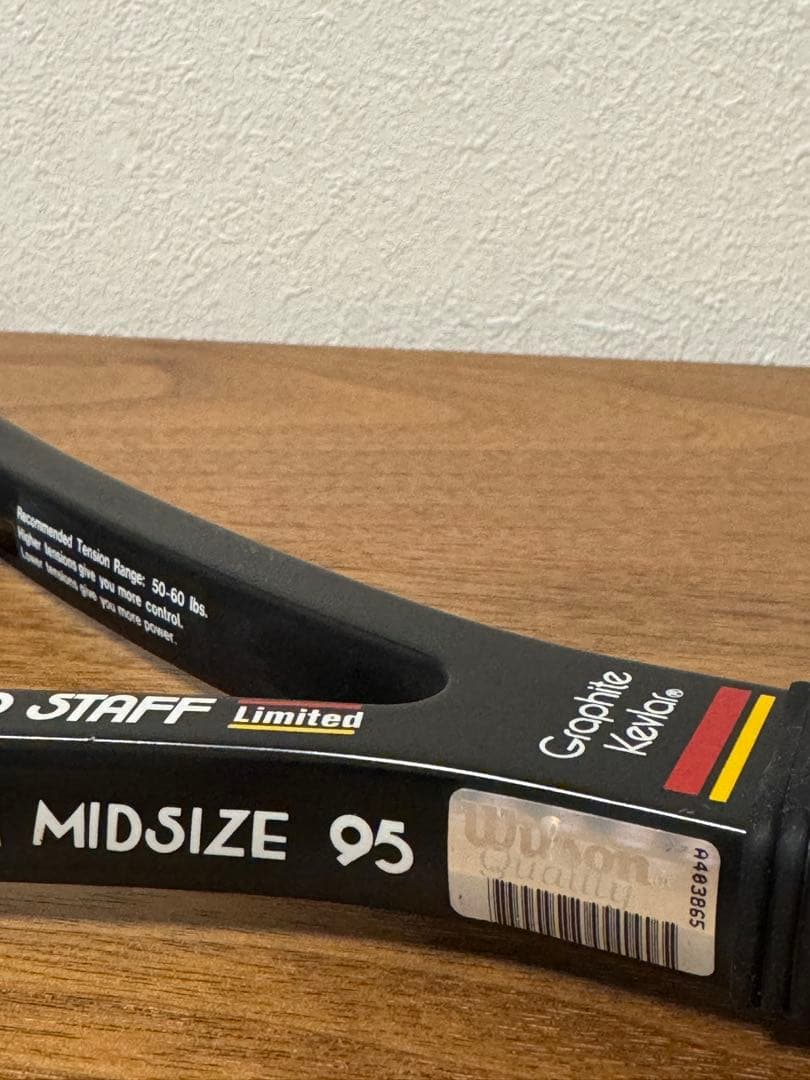 Recommended Tension Range: 50-60 lbs.
Higher tensions give you more control.
Lower tensions give you more power.
STAFF Limited
MIDSIZE 95
Graphite
Kevlar®
Wilson
Quality
A403865